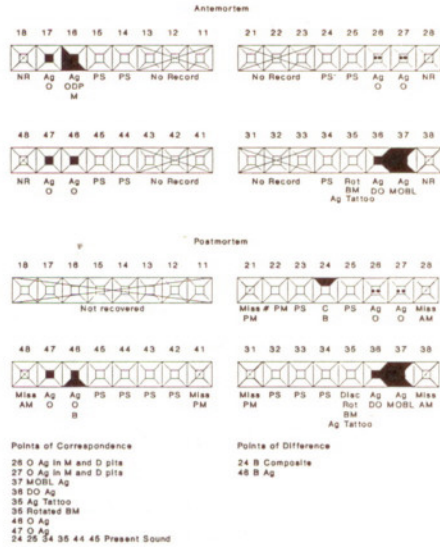 Antemortem
18 17 16 15 14 13 12 11 21 22 23 24 25 26 27 28
NR Ag Ag PS PS No Record No Record PS PS Ag Ag NR
O ODP O O
M
48 47 46 45 44 43 42 41 31 32 33 34 35 36 37 38
NR Ag Ag PS PS No Record No Record PS Rot Ag Ag NR
O O BM DO MOBL
Ag Tattoo
Postmortem
18 17 16 15 14 13 12 11 21 22 23 24 25 26 27 28
Not recovered Miss # PM PS C PS Ag Ag Miss
PM B O O AM
48 47 46 45 44 43 42 41 31 32 33 34 35 36 37 38
Miss Ag Ag PS PS PS PS Miss Miss PS PS PS Disc Ag Ag Miss
AM O O PM PM Rot DO MOBL AM
B BM
Ag Tattoo
Points of Correspondence Points of Difference
26 O Ag in M and D pits 24 B Composite
27 O Ag in M and D pits 46 B Ag
37 MOBL Ag
36 DO Ag
35 Ag Tattoo
35 Rotated BM
46 O Ag
47 O Ag
24 25 34 35 44 45 Present Sound